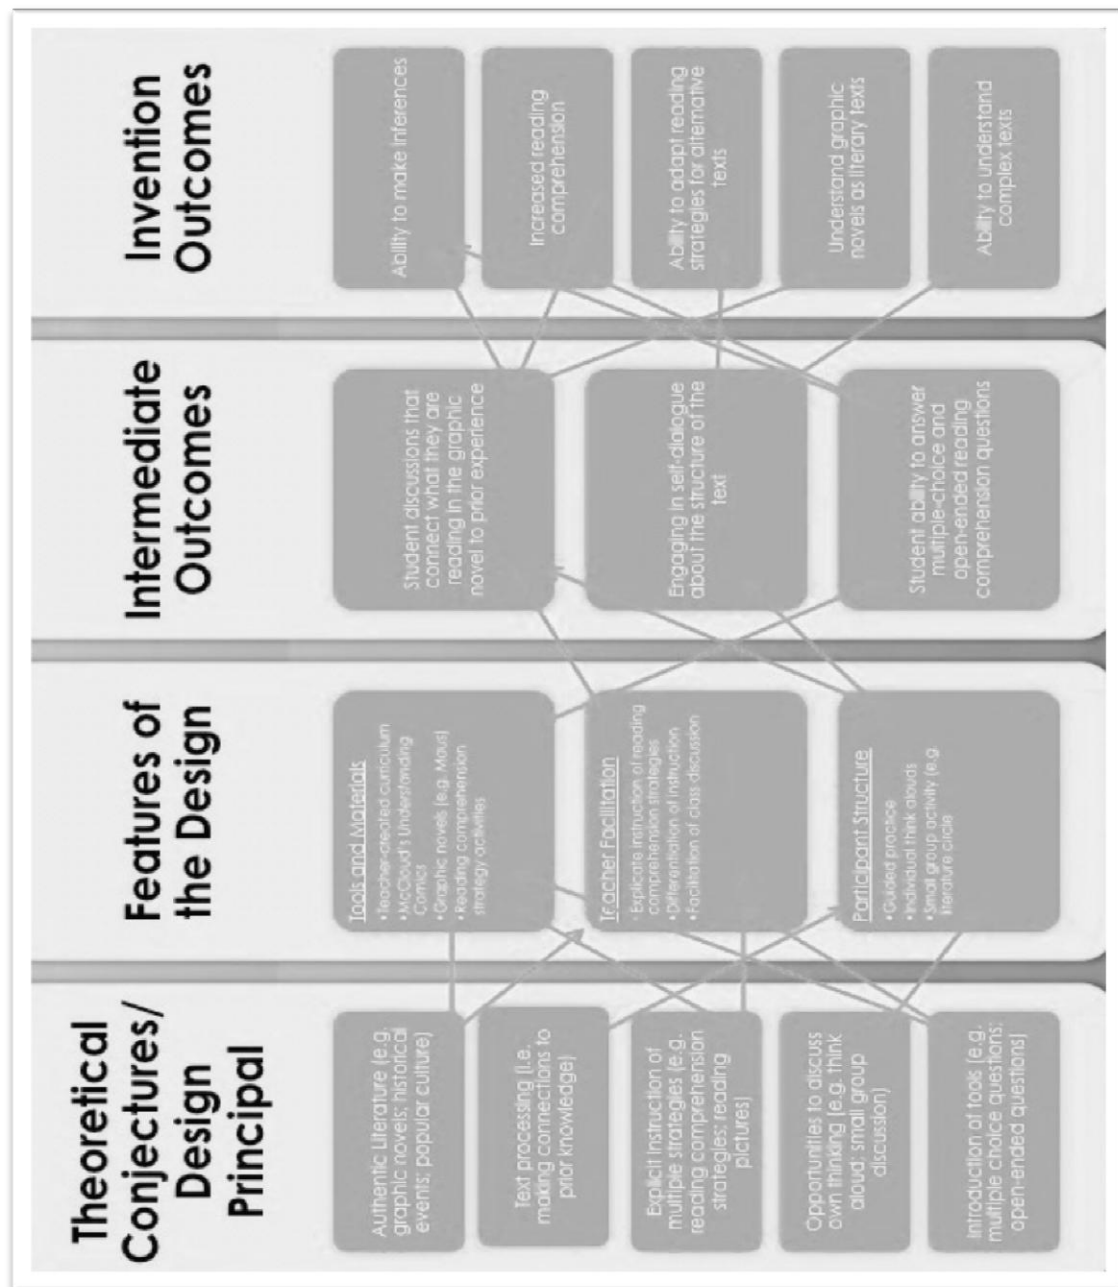 Theoretical
Conjectures/
Design
Principal
Authentic Literature (e.g.
graphic novels; historical
events; popular culture)
Text processing (i.e.
making connections to
prior knowledge)
Explicit Instruction of
multiple strategies (e.g.
reading comprehension
strategies; reading
pictures)
Opportunities to discuss
own thinking (e.g. think
aloud; small group
discussion)
Introduction of tools (e.g.
multiple choice questions;
open-ended questions)
Features of
the Design
Tools and Materials
•Teacher-created curriculum
•McCloud's Understanding
Comics
•Graphic novels (e.g. Maus)
•Reading comprehension
strategy activities
Teacher Facilitation
•Explicate instruction of reading
comprehension strategies
•Differentiation of instruction
•Facilitation of class discussion
Participant Structure
•Guided practice
•Individual think alouds
•Small group activity (e.g.
literature circle
Intermediate
Outcomes
Student discussions that
connect what they are
reading in the graphic
novel to prior experience
Engaging in self-dialogue
about the structure of the
text
Student ability to answer
multiple-choice and
open-ended reading
comprehension questions
Invention
Outcomes
Ability to make inferences
Increased reading
comprehension
Ability to adapt reading
strategies for alternative
texts
Understand graphic
novels as literary texts
Ability to understand
complex texts